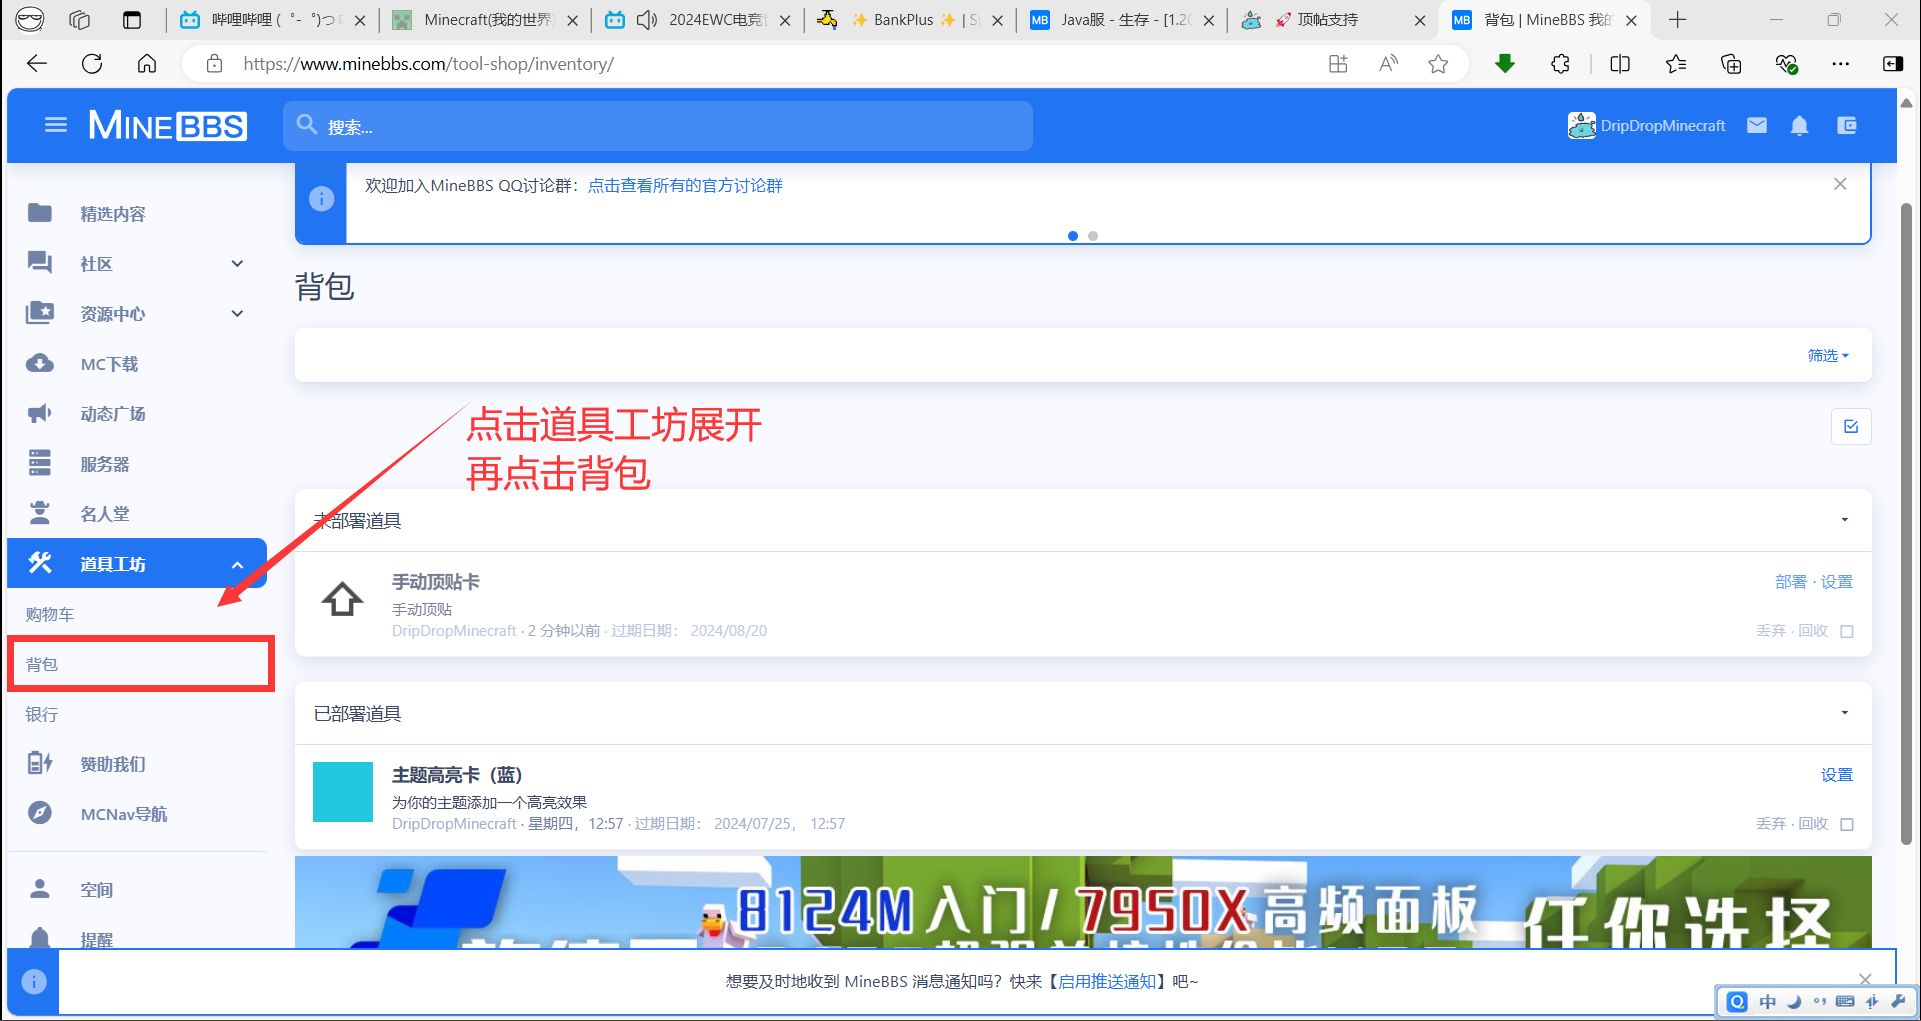 哔哩哔哩 (゜-゜)つ
Minecraft(我的世界)
2024EWC电竞
✨ BankPlus ✨ | S
Java服 - 生存 - [1.20
🚀 顶帖支持
背包 | MineBBS 我的
https://www.minebbs.com/tool-shop/inventory/
MINEBBS
搜索...
DripDropMinecraft
欢迎加入MineBBS QQ讨论群：点击查看所有的官方讨论群
精选内容
社区
资源中心
MC下载
动态广场
服务器
名人堂
道具工坊
购物车
背包
银行
赞助我们
MCNav导航
空间
提醒
背包
筛选
点击道具工坊展开
再点击背包
未部署道具
手动顶贴卡
部署 · 设置
手动顶贴
DripDropMinecraft · 2 分钟以前 · 过期日期： 2024/08/20
丢弃 · 回收
已部署道具
主题高亮卡（蓝）
设置
为你的主题添加一个高亮效果
DripDropMinecraft · 星期四，12:57 · 过期日期： 2024/07/25， 12:57
丢弃 · 回收
8124M入门/7950X高频面板
任你选择
想要及时地收到 MineBBS 消息通知吗？快来【启用推送通知】吧~
中